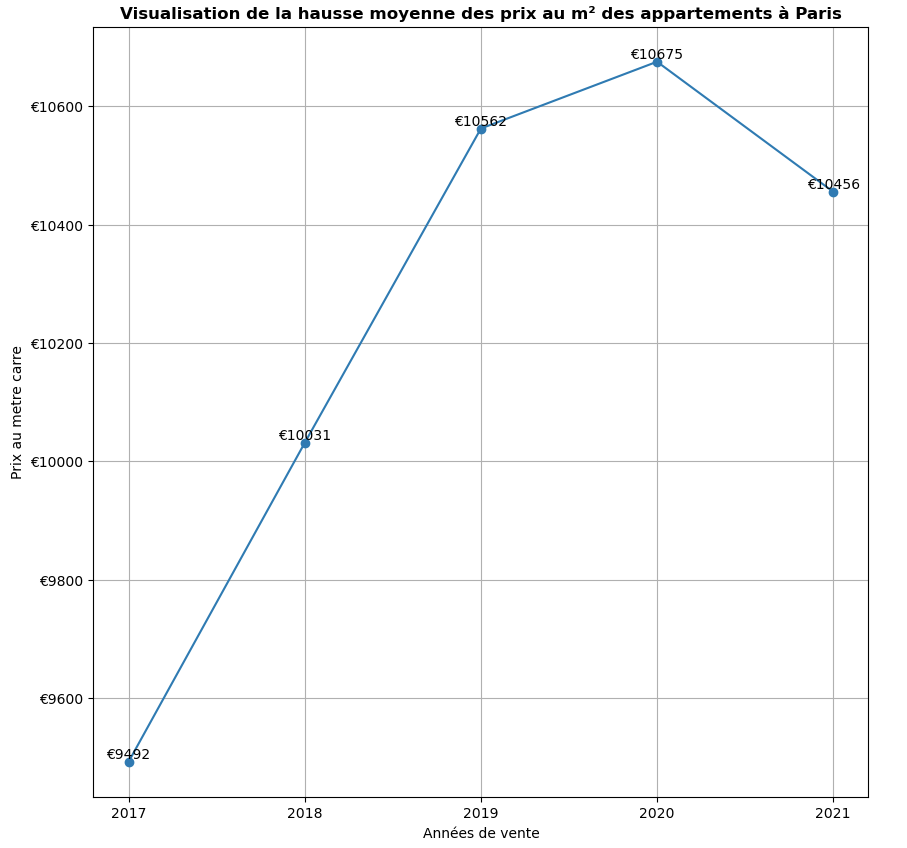 Visualisation de la hausse moyenne des prix au m² des appartements à Paris
€10675
€10600
€10562
€10456
€10400
€10200
€10031
€10000
€9800
€9600
€9492
Prix au metre carre
2017 2018 2019 2020 2021
Années de vente